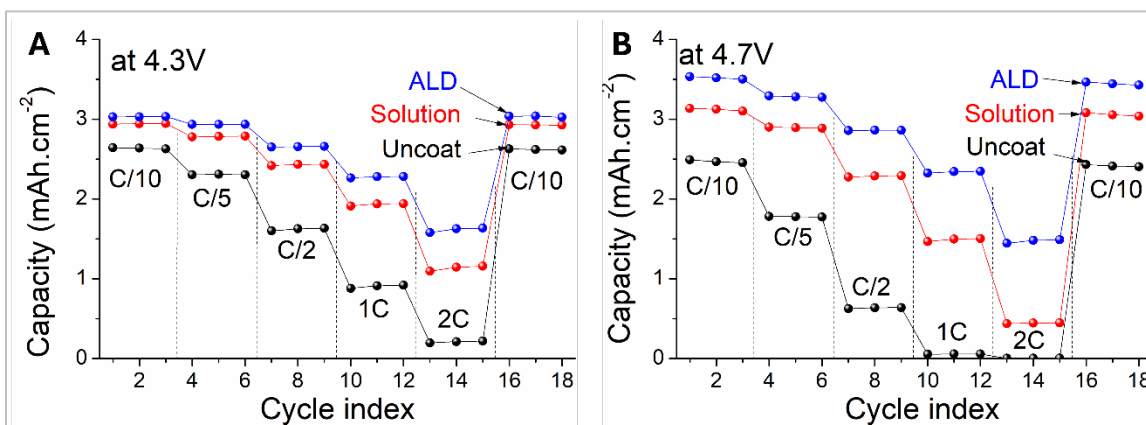 A
at 4.3V
ALD
Solution
Uncoat
C/10
C/5
C/2
1C
2C
C/10
4
3
2
1
0
2 4 6 8 10 12 14 16 18
Capacity (mAh.cm-2)
Cycle index
B
at 4.7V
ALD
Solution
Uncoat
C/10
C/5
C/2
1C
2C
C/10
4
3
2
1
0
2 4 6 8 10 12 14 16 18
Capacity (mAh.cm-2)
Cycle index